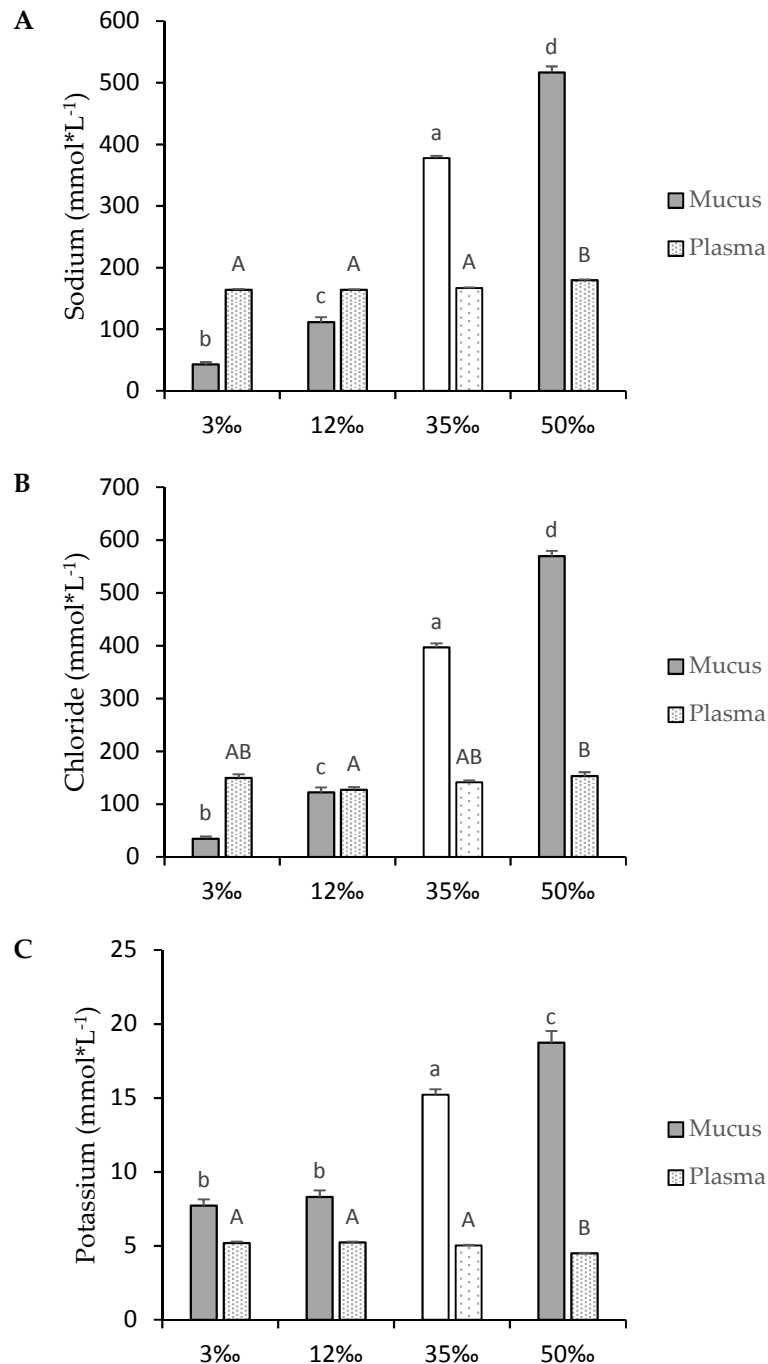 A
Sodium (mmol*L-1)
600
500
400
300
200
100
0
b
A
c
A
a
A
d
B
3‰ 12‰ 35‰ 50‰
Mucus
Plasma
B
Chloride (mmol*L-1)
700
600
500
400
300
200
100
0
b
AB
c
A
a
AB
d
B
3‰ 12‰ 35‰ 50‰
Mucus
Plasma
C
Potassium (mmol*L-1)
25
20
15
10
5
0
b
A
b
A
a
A
c
B
3‰ 12‰ 35‰ 50‰
Mucus
Plasma